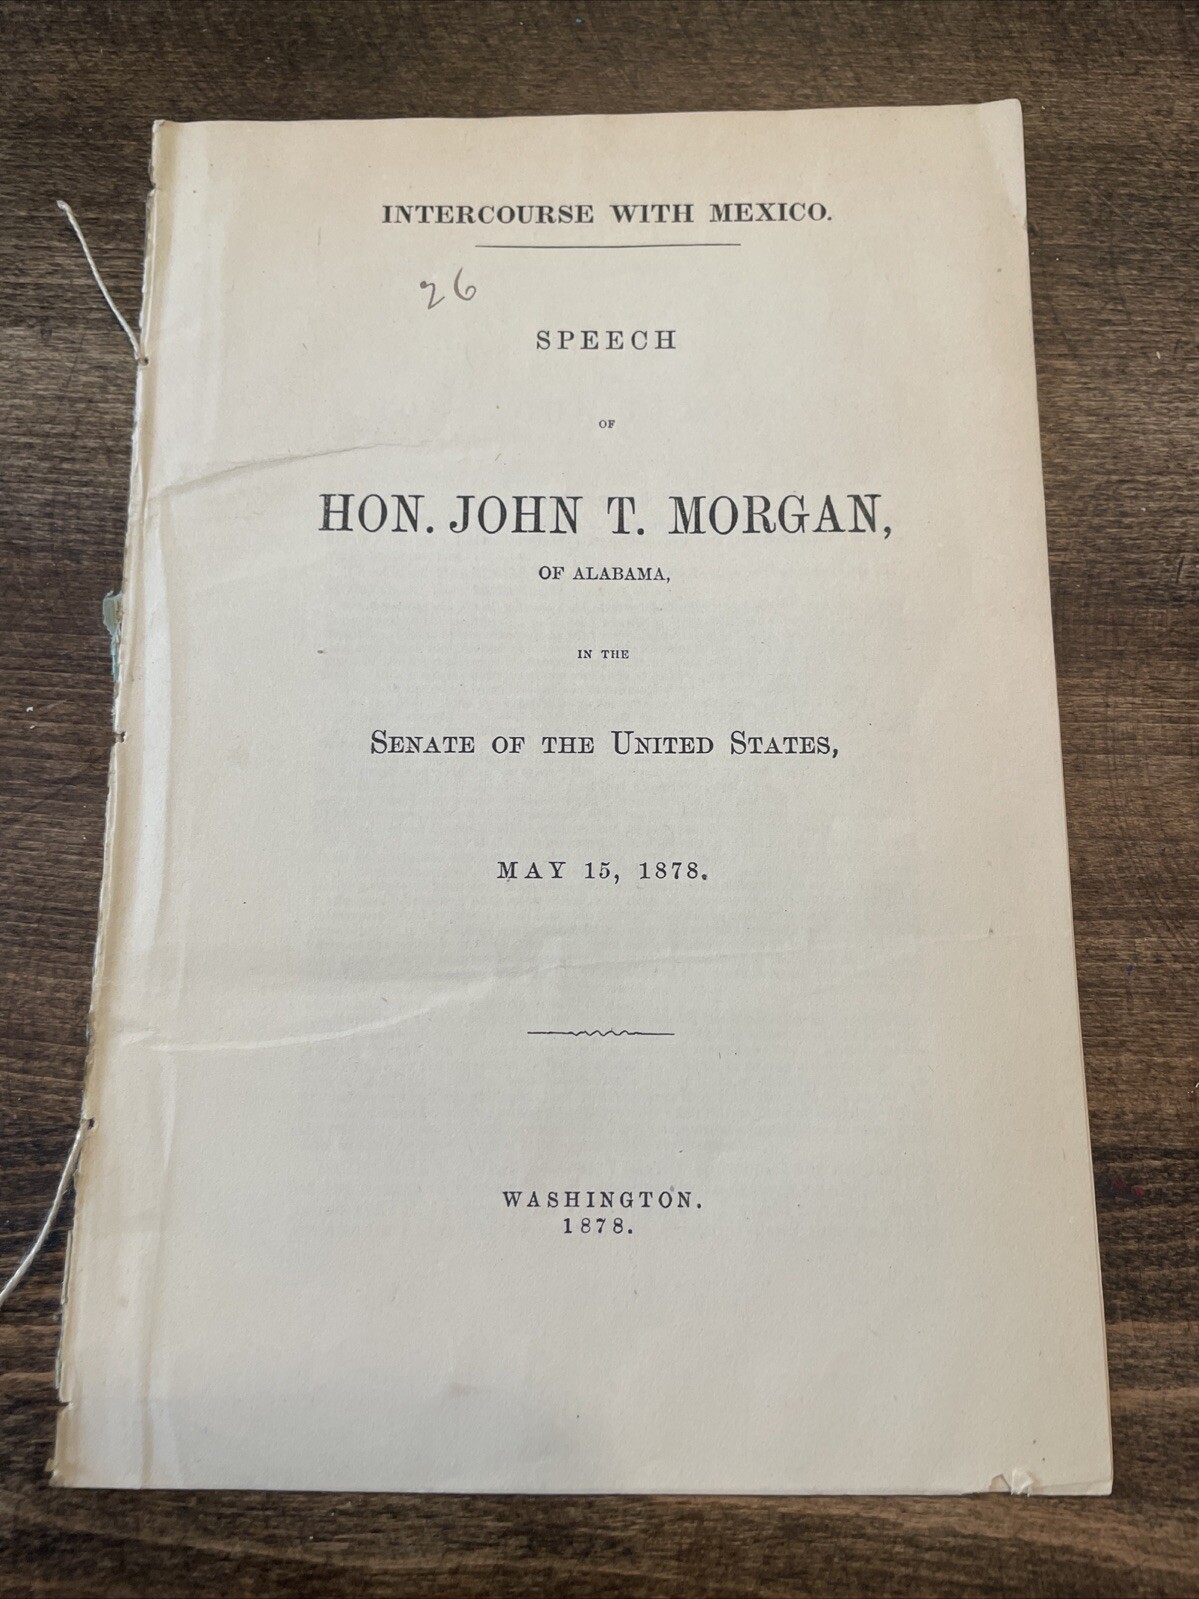 INTERCOURSE WITH MEXICO.
26
SPEECH
OF
HON. JOHN T. MORGAN,
OF ALABAMA,
IN THE
SENATE OF THE UNITED STATES,
MAY 15, 1878.
WASHINGTON.
1878.